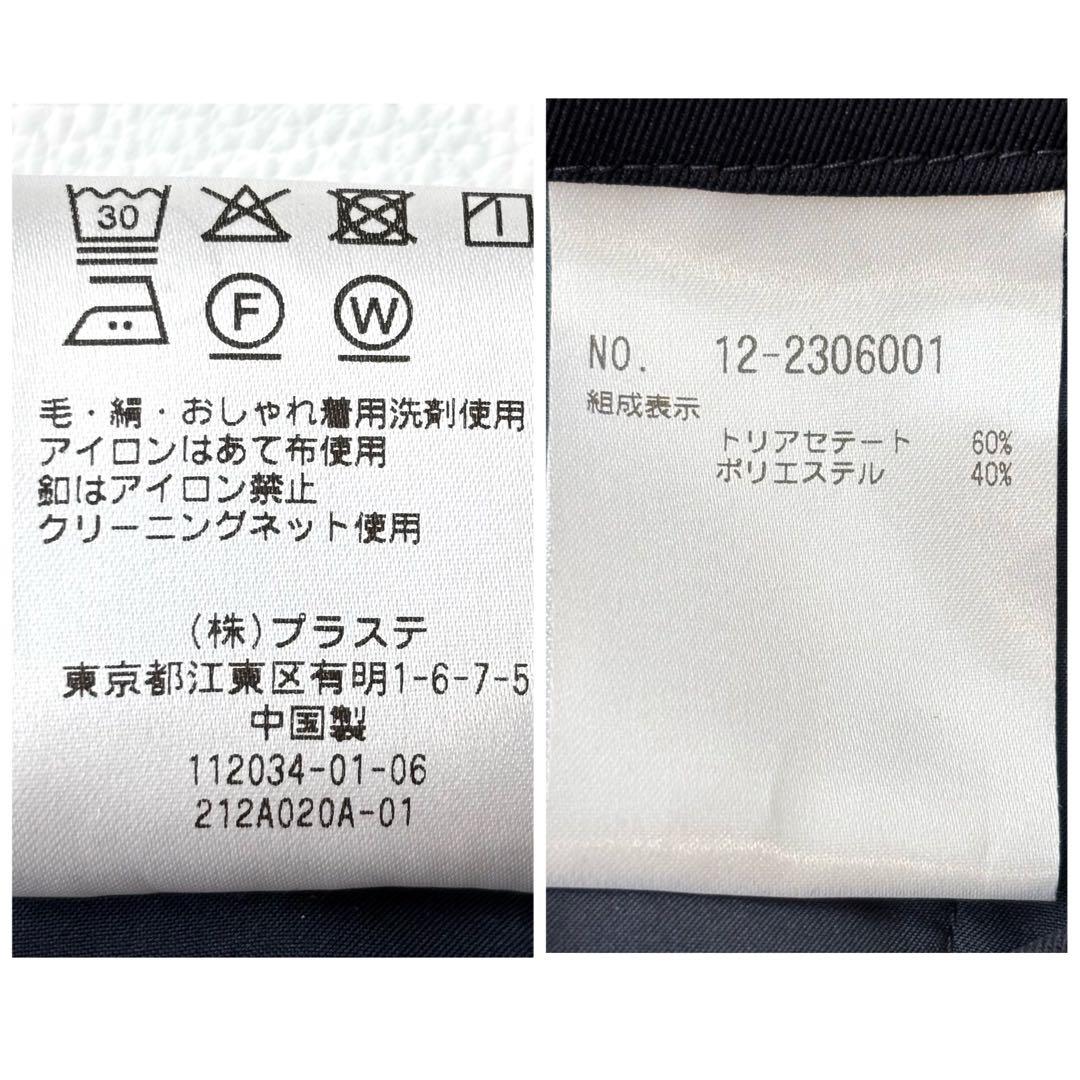 30
F W
毛・絹・おしゃれ着用洗剤使用
アイロンはあて布使用
釦はアイロン禁止
クリーニングネット使用
(株)プラステ
東京都江東区有明1-6-7-5
中国製
112034-01-06
212A020A-01
NO. 12-2306001
組成表示
トリアセテート 60%
ポリエステル 40%